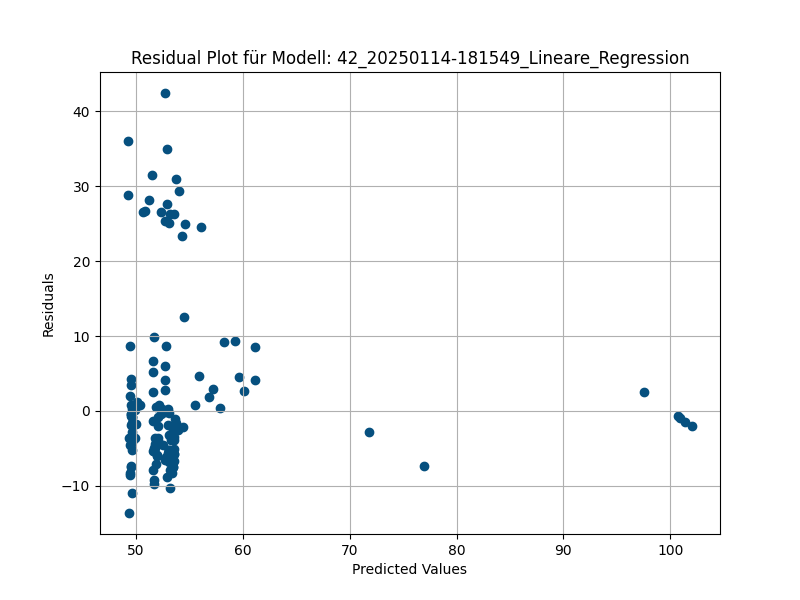 Residual Plot für Modell: 42_20250114-181549_Lineare_Regression
40
30
20
10
0
−10
Residuals
50 60 70 80 90 100
Predicted Values